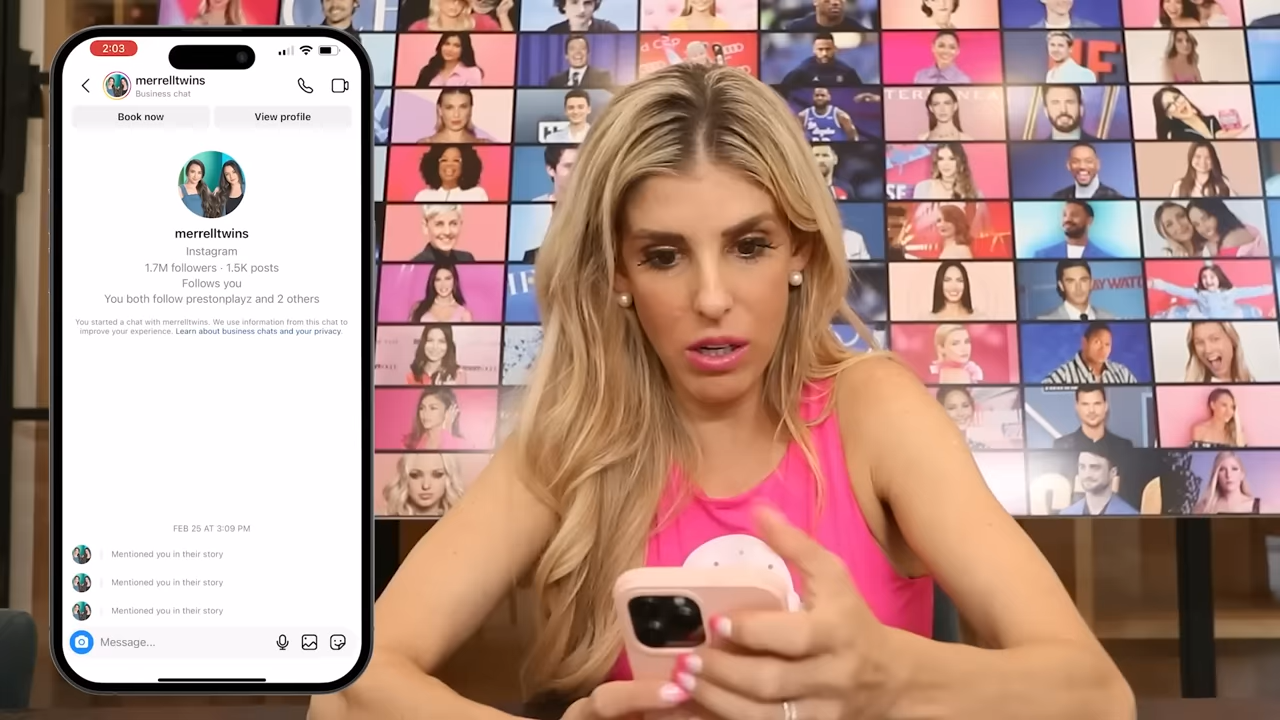 2:03
merrelltwins
Business chat
Book now
View profile
merrelltwins
Instagram
1.7M followers · 1.5K posts
Follows you
You both follow prestonplayz and 2 others
You started a chat with merrelltwins. We use information from this chat to
improve your experience. Learn about business chats and your privacy.
FEB 25 AT 3:09 PM
Mentioned you in their story
Mentioned you in their story
Mentioned you in their story
Message...